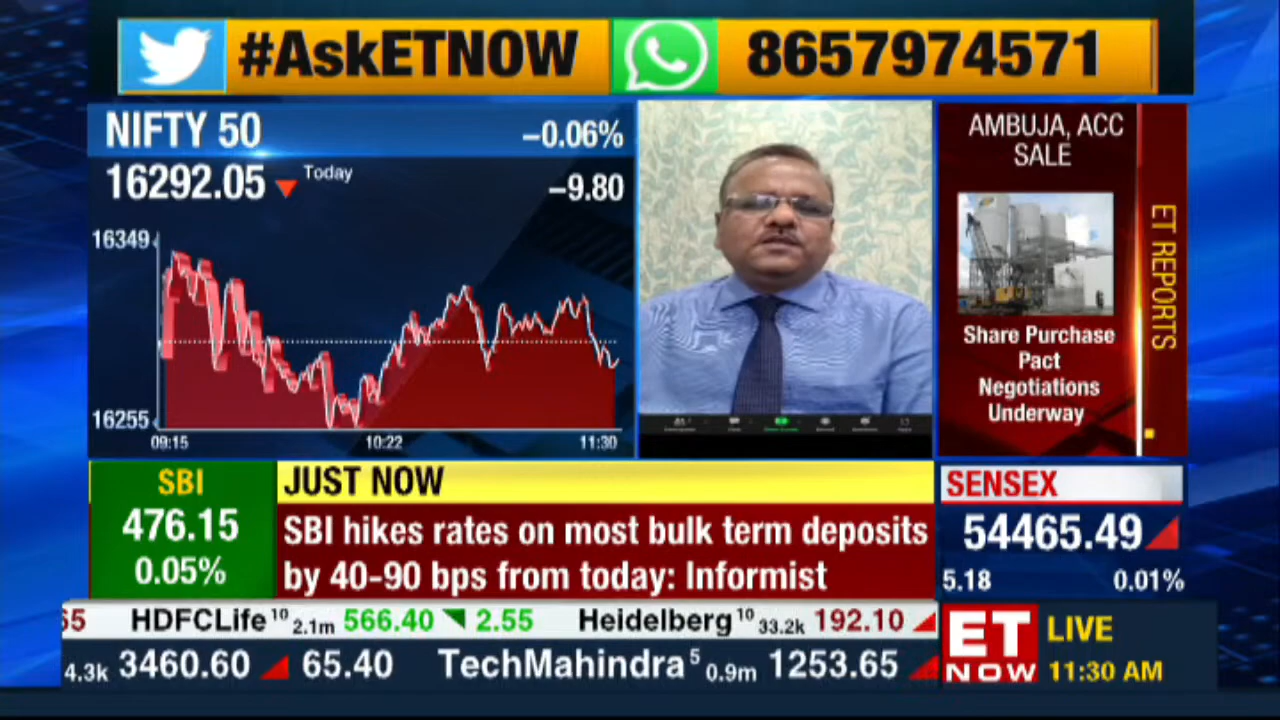 #AskETNOW
8657974571
NIFTY 50
-0.06%
16292.05
Today
-9.80
16349
16255
09:15
10:22
11:30
AMBUJA, ACC
SALE
Share Purchase
Pact
Negotiations
Underway
ET REPORTS
SBI
476.15
0.05%
JUST NOW
SBI hikes rates on most bulk term deposits
by 40-90 bps from today: Informist
SENSEX
54465.49
5.18
0.01%
65 HDFCLife 10 2.1m 566.40 2.55 Heidelberg 10 33.2k 192.10
4.3k 3460.60 65.40 TechMahindra 5 0.9m 1253.65
ET
NOW
LIVE
11:30 AM